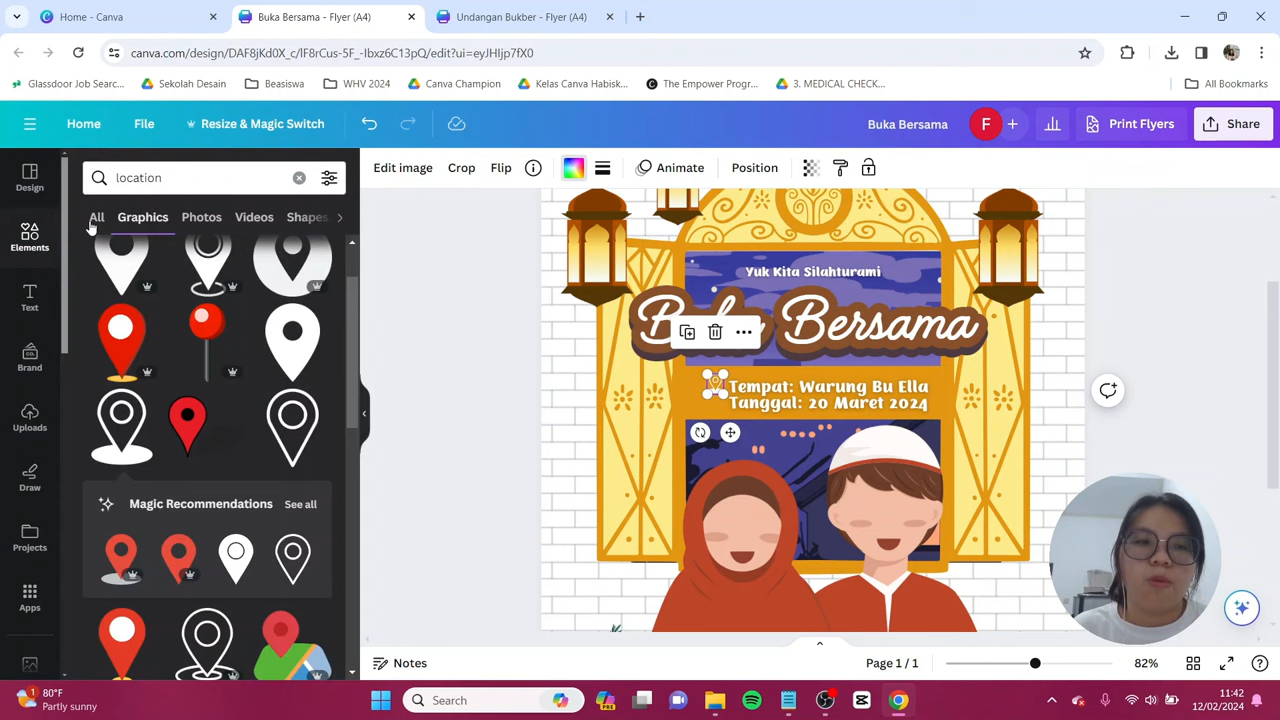 Home - Canva
Buka Bersama - Flyer (A4)
Undangan Bukber - Flyer (A4)
canva.com/design/DAF8jKd0X_c/lF8rCus-5F_-Ibxz6C13pQ/edit?ui=eyJHIjp7fX0
Glassdoor Job Searc...
Sekolah Desain
Beasiswa
WHV 2024
Canva Champion
Kelas Canva Habisk...
The Empower Progr...
3. MEDICAL CHECK...
All Bookmarks
Home
File
Resize & Magic Switch
Buka Bersama
F
Print Flyers
Share
Design
Elements
Text
Brand
Uploads
Draw
Projects
Apps
location
All
Graphics
Photos
Videos
Shapes
Magic Recommendations
See all
Edit image
Crop
Flip
Animate
Position
Yuk Kita Silahturami
Bersama
Tempat: Warung Bu Ella
Tanggal: 20 Maret 2024
Notes
Page 1 / 1
82%
1
80°F
Partly sunny
Search
PRE
11:42
12/02/2024